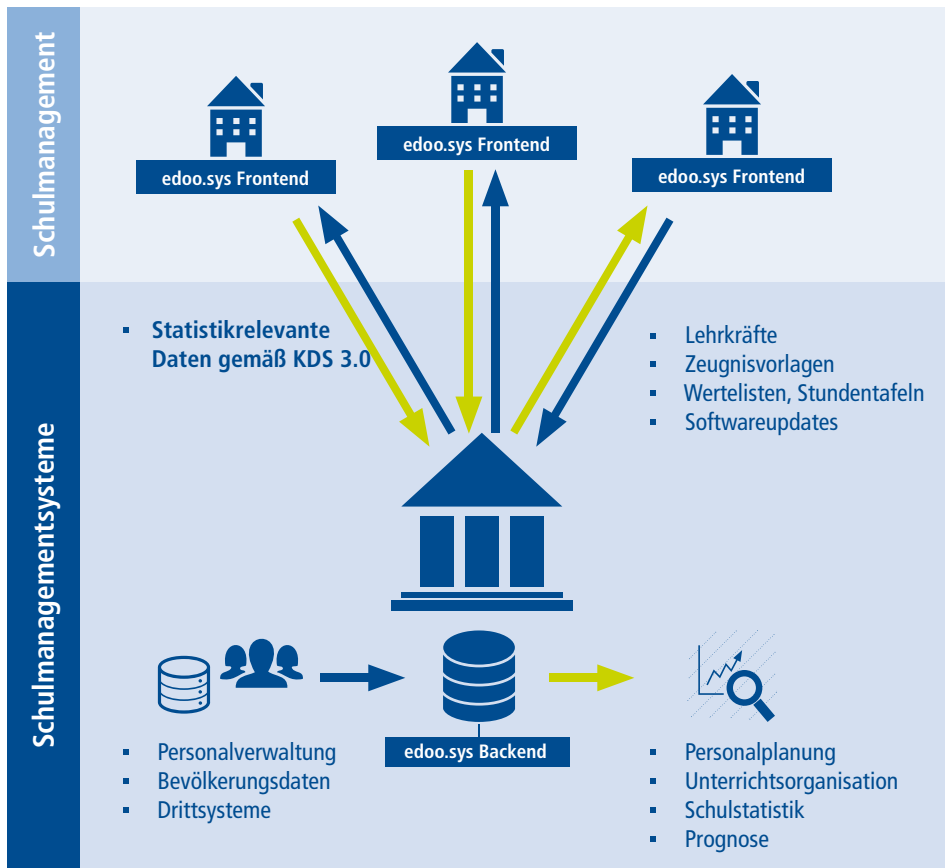 Schulmanagement
edoo.sys Frontend
edoo.sys Frontend
edoo.sys Frontend
Schulmanagementsysteme
▪ Statistikrelevante
Daten gemäß KDS 3.0
▪ Lehrkräfte
▪ Zeugnisvorlagen
▪ Wertelisten, Stundentafeln
▪ Softwareupdates
edoo.sys Backend
▪ Personalverwaltung
▪ Bevölkerungsdaten
▪ Drittsysteme
▪ Personalplanung
▪ Unterrichtsorganisation
▪ Schulstatistik
▪ Prognose